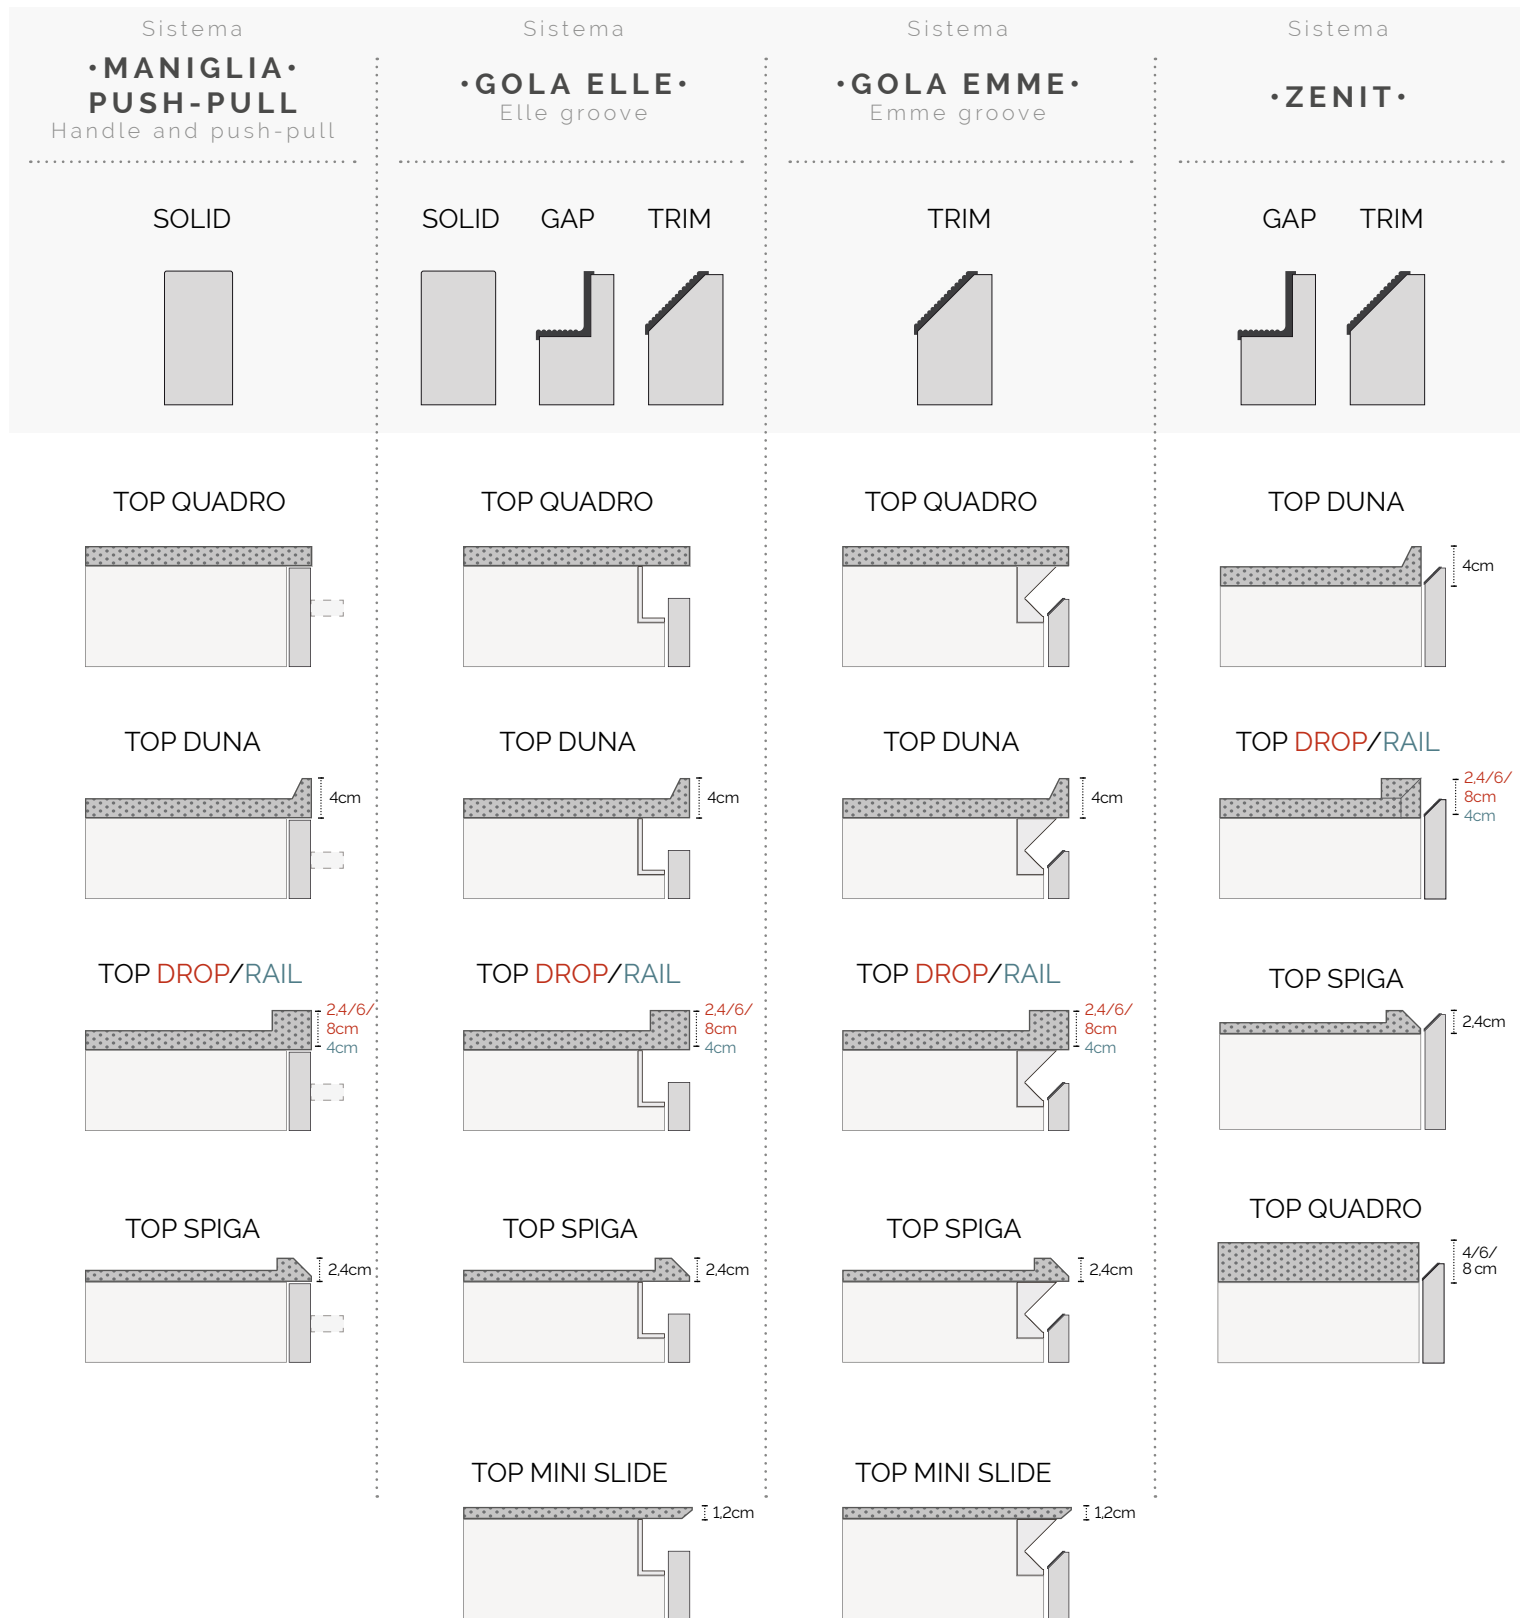 Sistema
•MANIGLIA•
PUSH-PULL
Handle and push-pull
SOLID
TOP QUADRO
TOP DUNA
4cm
TOP DROP/RAIL
2,4/6/
8cm
4cm
TOP SPIGA
2,4cm
Sistema
•GOLA ELLE•
Elle groove
SOLID GAP TRIM
TOP QUADRO
TOP DUNA
4cm
TOP DROP/RAIL
2,4/6/
8cm
4cm
TOP SPIGA
2,4cm
TOP MINI SLIDE
1,2cm
Sistema
•GOLA EMME•
Emme groove
TRIM
TOP QUADRO
TOP DUNA
4cm
TOP DROP/RAIL
2,4/6/
8cm
4cm
TOP SPIGA
2,4cm
TOP MINI SLIDE
1,2cm
Sistema
•ZENIT•
GAP TRIM
TOP DUNA
4cm
TOP DROP/RAIL
2,4/6/
8cm
4cm
TOP SPIGA
2,4cm
TOP QUADRO
4/6/
8 cm